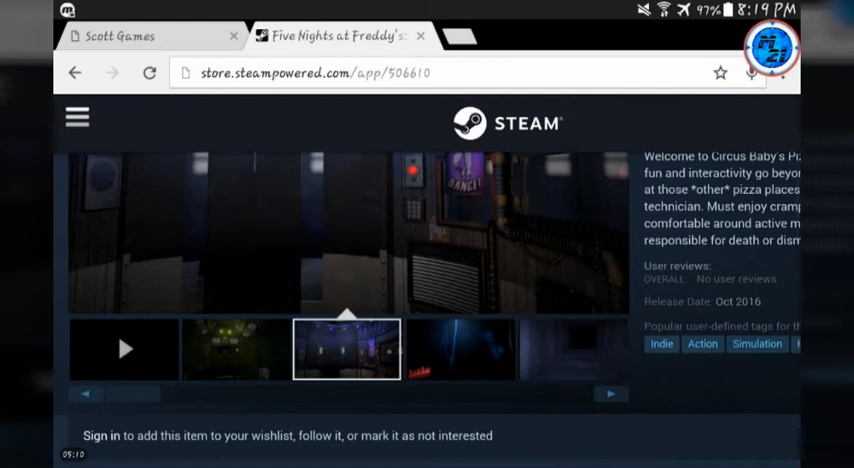 97% 8:19 PM
Scott Games
Five Nights at Freddy's:
M
21
store.steampowered.com/app/506610
STEAM
DANCE!
Welcome to Circus Baby's Pi
fun and interactivity go beyo
at those *other* pizza places
technician. Must enjoy cramp
comfortable around active m
responsible for death or dism
User reviews:
OVERALL: No user reviews
Release Date: Oct 2016
Popular user-defined tags for th
Indie Action Simulation H
Sign in to add this item to your wishlist, follow it, or mark it as not interested
05:10